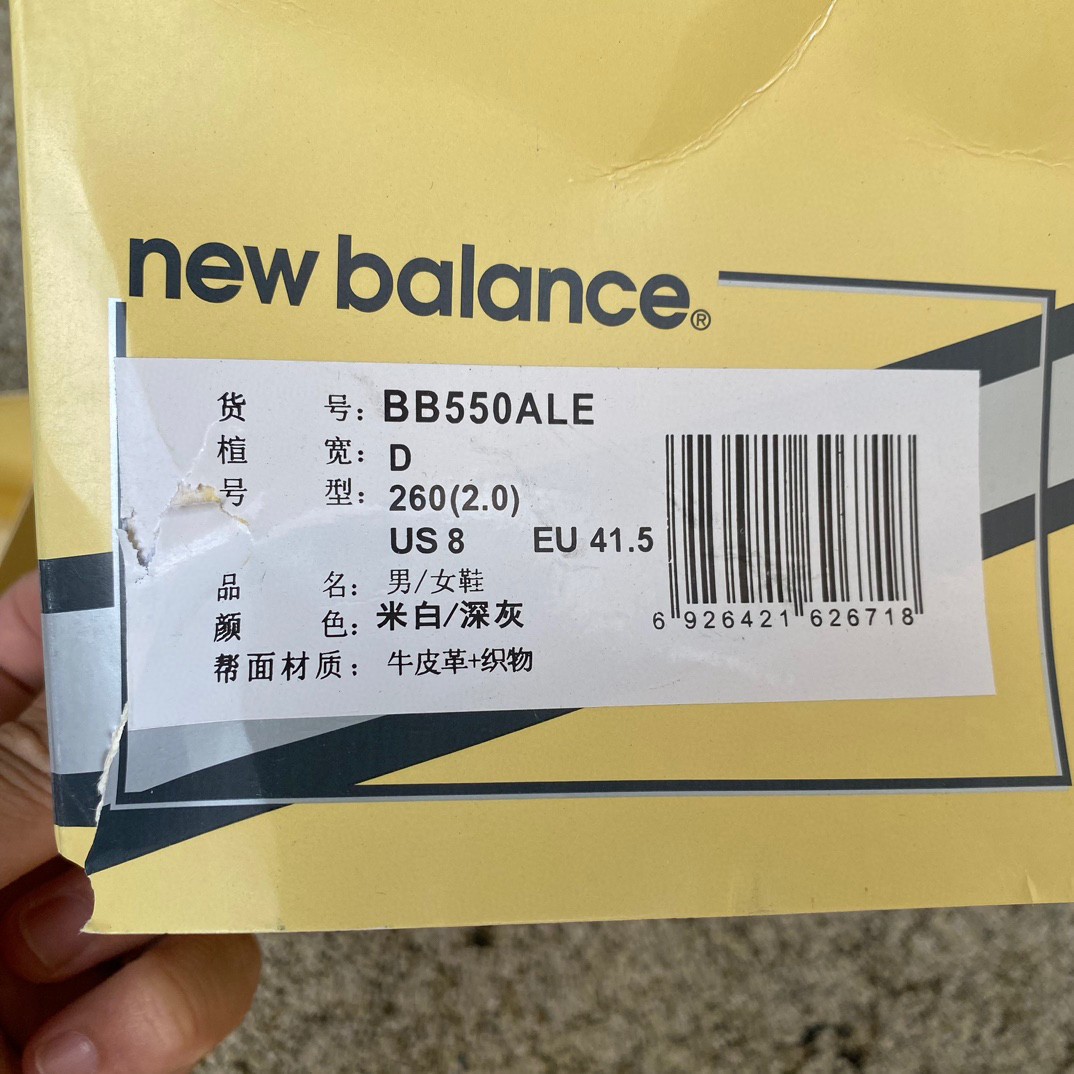 new balance®
货 号: BB550ALE
楦 宽: D
号 型: 260(2.0)
US 8 EU 41.5
品 名: 男/女鞋
颜 色: 米白/深灰
帮面材质: 牛皮革+织物
6 926421 626718